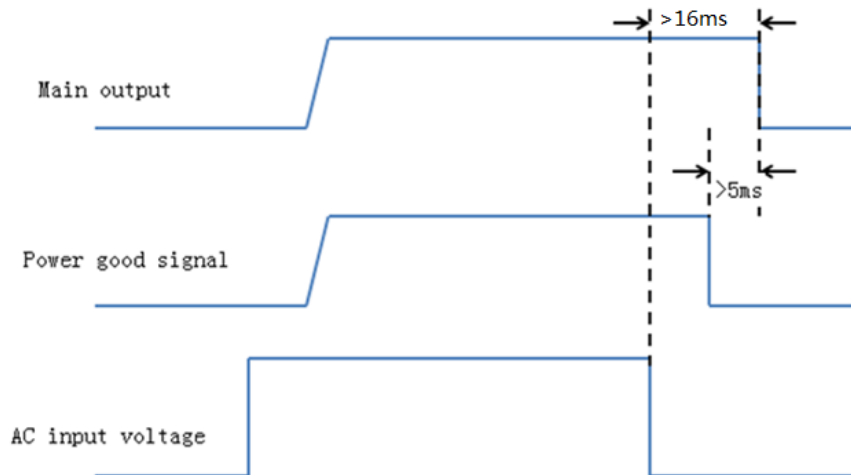 >16ms
Main output
>5ms
Power good signal
AC input voltage